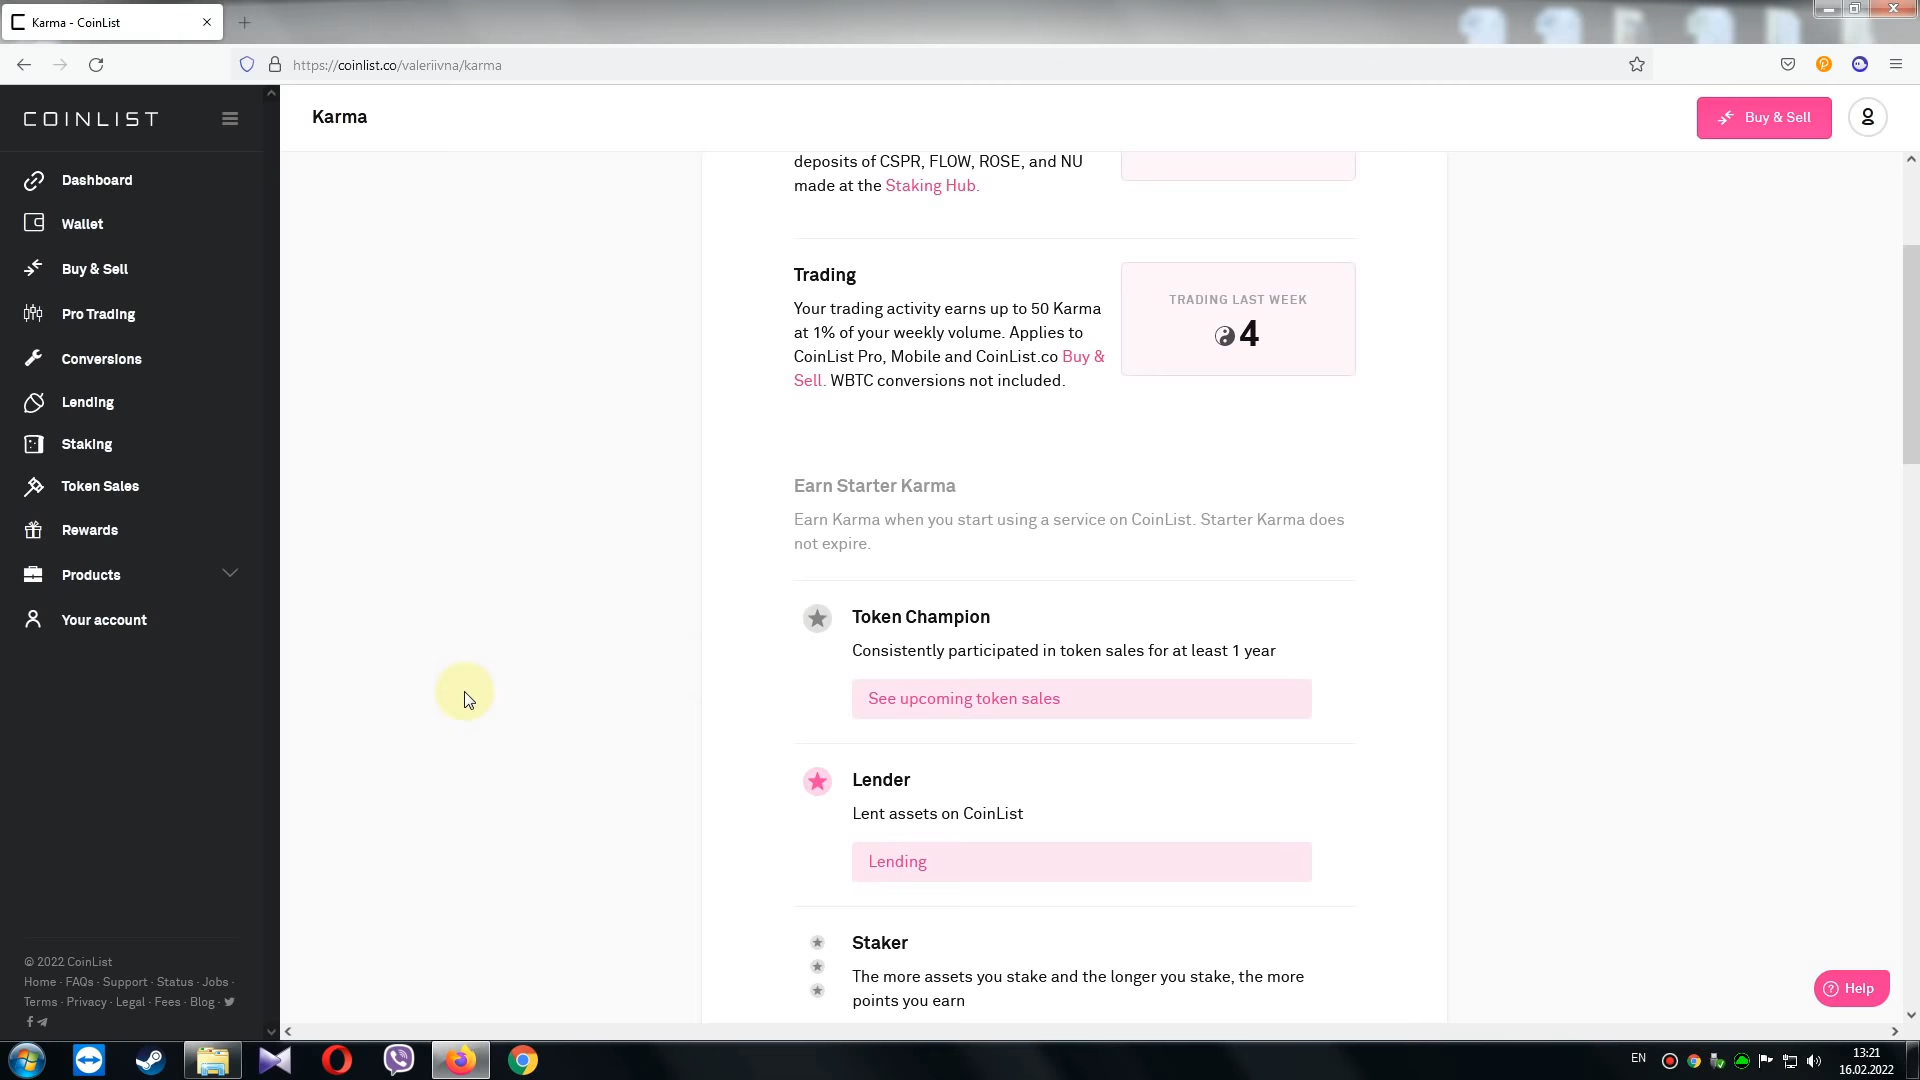 Karma - CoinList
https://coinlist.co/valeriivna/karma
COINLIST
Karma
Buy & Sell
Dashboard
Wallet
Buy & Sell
Pro Trading
Conversions
Lending
Staking
Token Sales
Rewards
Products
Your account
deposits of CSPR, FLOW, ROSE, and NU
made at the Staking Hub.
Trading
Your trading activity earns up to 50 Karma
at 1% of your weekly volume. Applies to
CoinList Pro, Mobile and CoinList.co Buy &
Sell. WBTC conversions not included.
TRADING LAST WEEK
4
Earn Starter Karma
Earn Karma when you start using a service on CoinList. Starter Karma does
not expire.
Token Champion
Consistently participated in token sales for at least 1 year
See upcoming token sales
Lender
Lent assets on CoinList
Lending
Staker
The more assets you stake and the longer you stake, the more
points you earn
© 2022 CoinList
Home · FAQs · Support · Status · Jobs ·
Terms · Privacy · Legal · Fees · Blog ·
Help
EN
13:21
16.02.2022